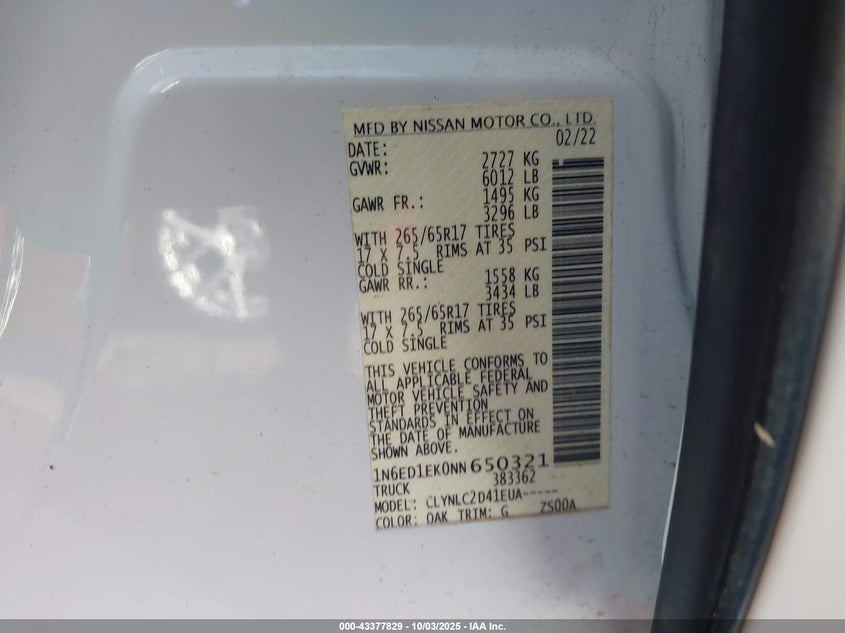 MFD BY NISSAN MOTOR CO., LTD.
DATE: 02/22
GVWR: 2727 KG
6012 LB
GAWR FR.: 1495 KG
3296 LB
WITH 265/65R17 TIRES
17 X 7.5 RIMS AT 35 PSI
COLD SINGLE
GAWR RR.: 1558 KG
3434 LB
WITH 265/65R17 TIRES
17 X 7.5 RIMS AT 35 PSI
COLD SINGLE
THIS VEHICLE CONFORMS TO
ALL APPLICABLE FEDERAL
MOTOR VEHICLE SAFETY AND
THEFT PREVENTION
STANDARDS IN EFFECT ON
THE DATE OF MANUFACTURE
SHOWN ABOVE.
1N6ED1EK0NN650321
TRUCK 383362
MODEL: CLYNLC2D41EUA-----
COLOR: QAK TRIM: G ZS00A
000-43377829 - 10/03/2025 - IAA Inc.